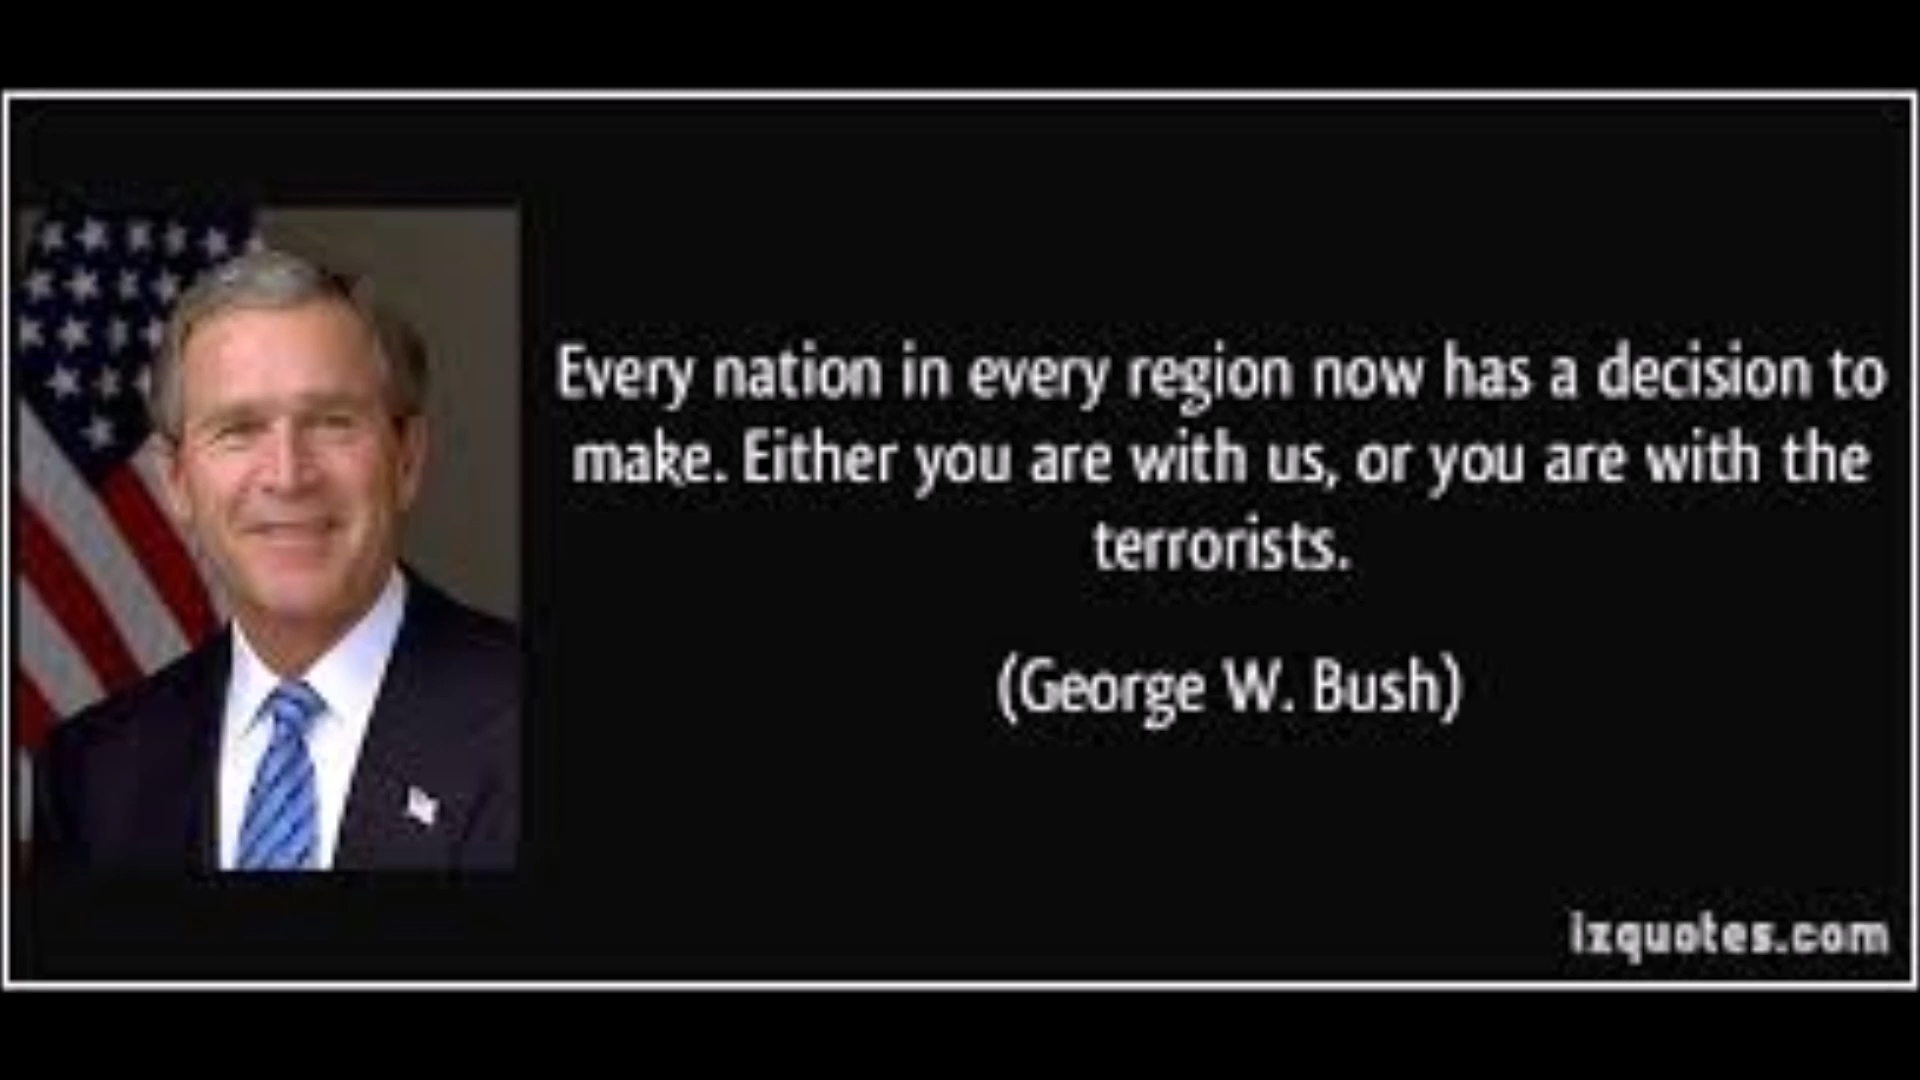 Every nation in every region now has a decision to
make. Either you are with us, or you are with the
terrorists.
(George W. Bush)
izquotes.com